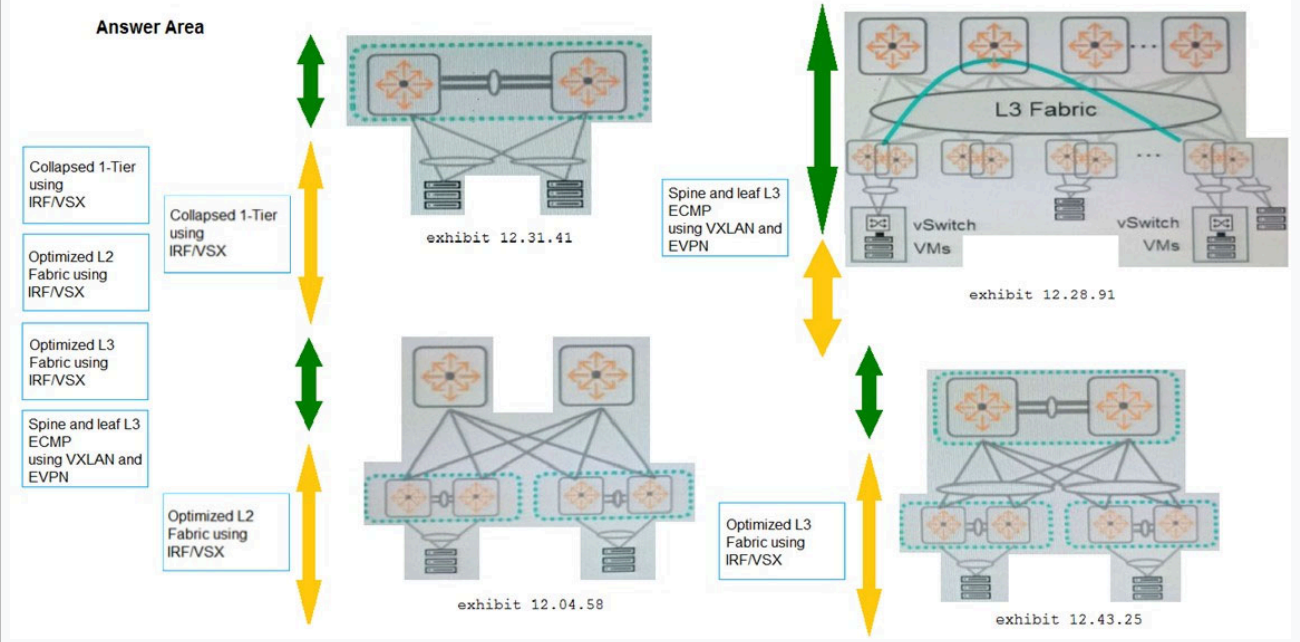 Answer Area
Collapsed 1-Tier
using
IRF/VSX
Optimized L2
Fabric using
IRF/VSX
Optimized L3
Fabric using
IRF/VSX
Spine and leaf L3
ECMP
using VXLAN and
EVPN
Collapsed 1-Tier
using
IRF/VSX
exhibit 12.31.41
Spine and leaf L3
ECMP
using VXLAN and
EVPN
L3 Fabric
vSwitch
VMs
vSwitch
VMs
exhibit 12.28.91
Optimized L2
Fabric using
IRF/VSX
exhibit 12.04.58
Optimized L3
Fabric using
IRF/VSX
exhibit 12.43.25